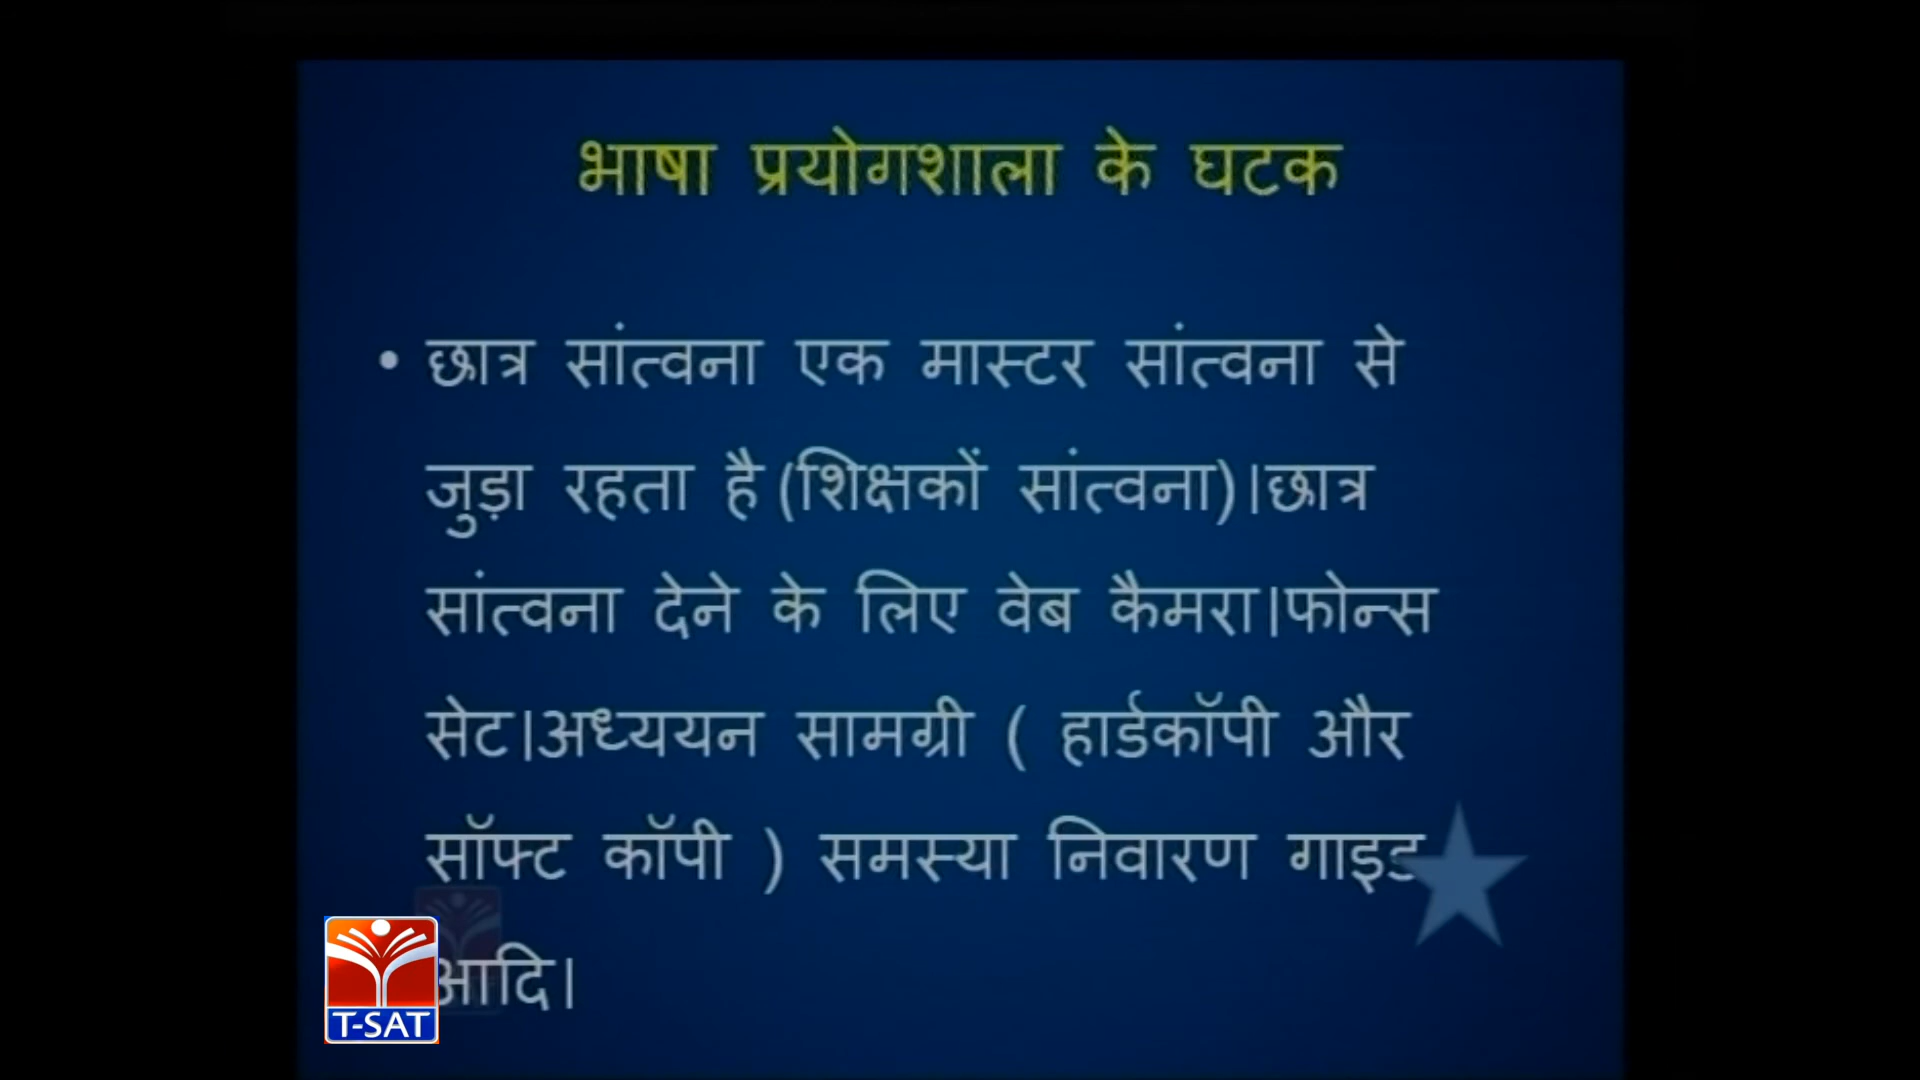 भाषा प्रयोगशाला के घटक
• छात्र सांत्वना एक मास्टर सांत्वना से
जुड़ा रहता है (शिक्षकों सांत्वना)।छात्र
सांत्वना देने के लिए वेब कैमरा।फोन्स
सेट।अध्ययन सामग्री ( हार्डकॉपी और
सॉफ्ट कॉपी ) समस्या निवारण गाइड
आदि।
T-SAT